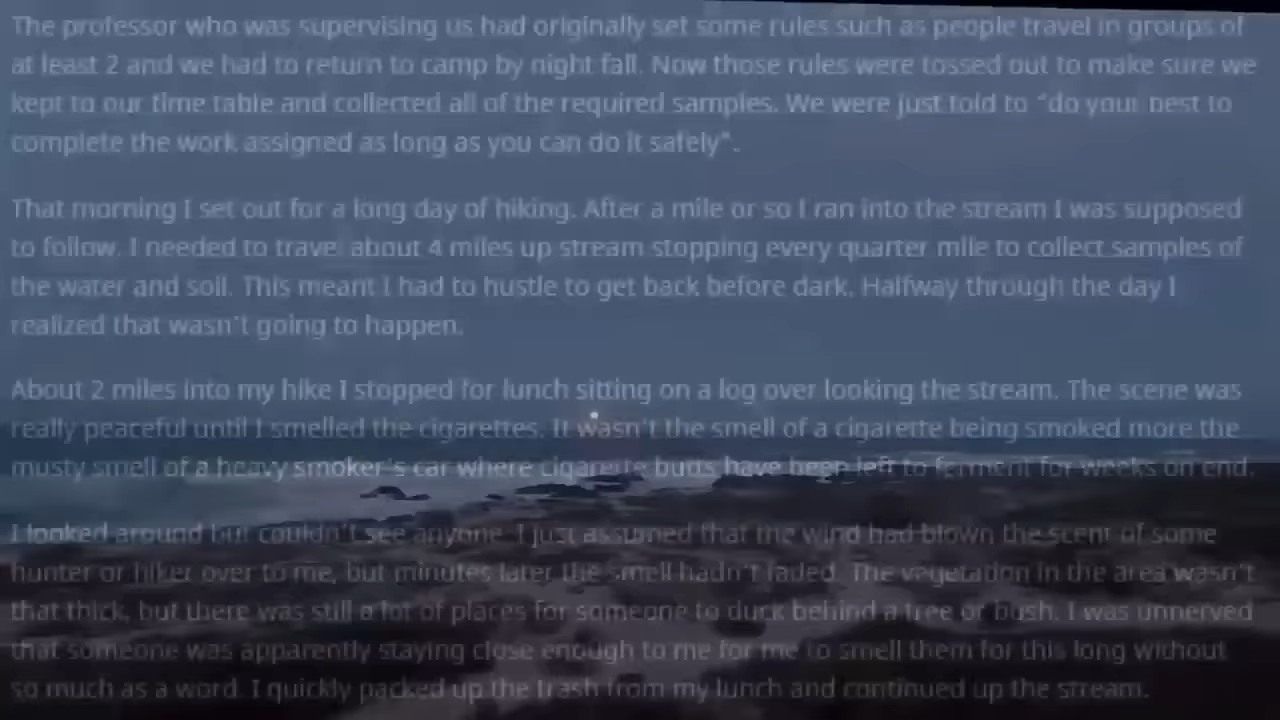 The professor who was supervising us had originally set some rules such as people travel in groups of
at least 2 and we had to return to camp by night fall. Now those rules were tossed out to make sure we
kept to our time table and collected all of the required samples. We were just told to "do your best to
complete the work assigned as long as you can do it safely".
That morning I set out for a long day of hiking. After a mile or so I ran into the stream I was supposed
to follow. I needed to travel about 4 miles up stream stopping every quarter mile to collect samples of
the water and soil. This meant I had to hustle to get back before dark. Halfway through the day I
realized that wasn't going to happen.
About 2 miles into my hike I stopped for lunch sitting on a log over looking the stream. The scene was
really peaceful until I smelled the cigarettes. It wasn't the smell of a cigarette being smoked more the
musty smell of a heavy smoker's car where cigarette butts have been left to ferment for weeks on end.
I looked around but couldn't see anyone. I just assumed that the wind had blown the scent of some
hunter or hiker over to me, but minutes later the smell hadn't faded. The vegetation in the area wasn't
that thick, but there was still a lot of places for someone to duck behind a tree or bush. I was unnerved
that someone was apparently staying close enough to me for me to smell them for this long without
so much as a word. I quickly packed up the trash from my lunch and continued up the stream.